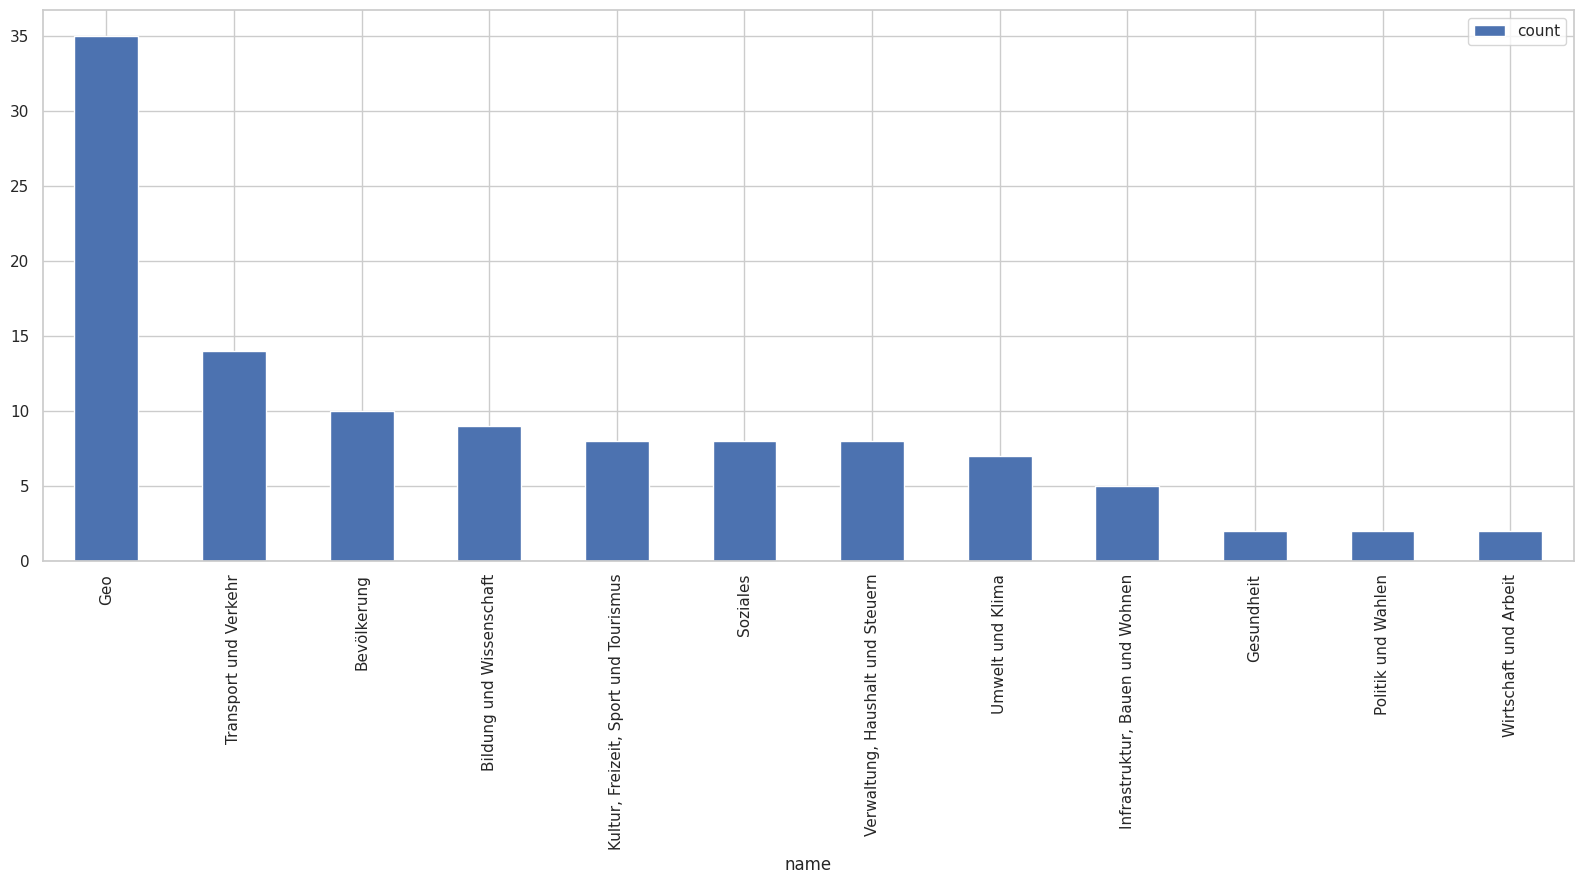 count
35
30
25
20
15
10
5
0
Geo
Transport und Verkehr
Bevölkerung
Bildung und Wissenschaft
Kultur, Freizeit, Sport und Tourismus
Soziales
Verwaltung, Haushalt und Steuern
Umwelt und Klima
Infrastruktur, Bauen und Wohnen
Gesundheit
Politik und Wahlen
Wirtschaft und Arbeit
name